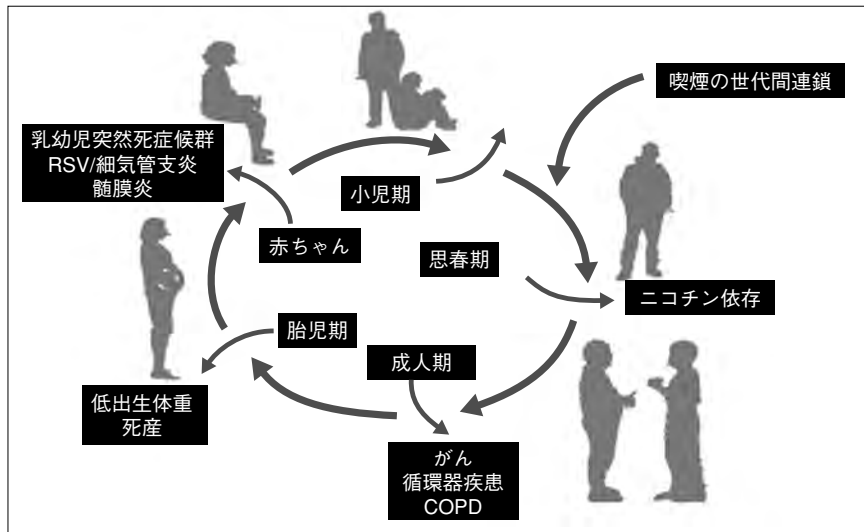 喫煙の世代間連鎖
乳幼児突然死症候群
RSV/細気管支炎
髄膜炎
小児期
赤ちゃん
思春期
ニコチン依存
胎児期
成人期
低出生体重
死産
がん
循環器疾患
COPD